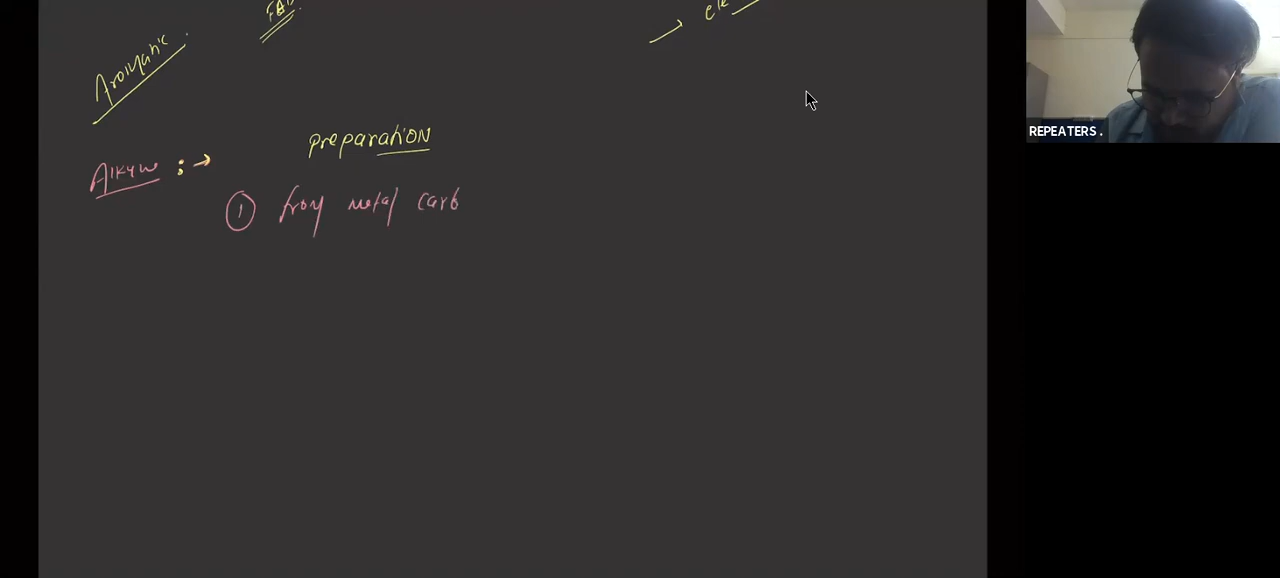 Aromatic
REPEATERS .
preparation
Alkyne : →
① from metal carb